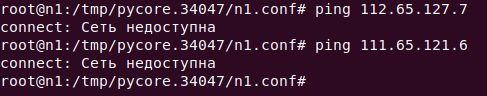 root@n1:/tmp/pycore.34047/n1.conf# ping 112.65.127.7
connect: Сеть недоступна
root@n1:/tmp/pycore.34047/n1.conf# ping 111.65.121.6
connect: Сеть недоступна
root@n1:/tmp/pycore.34047/n1.conf#